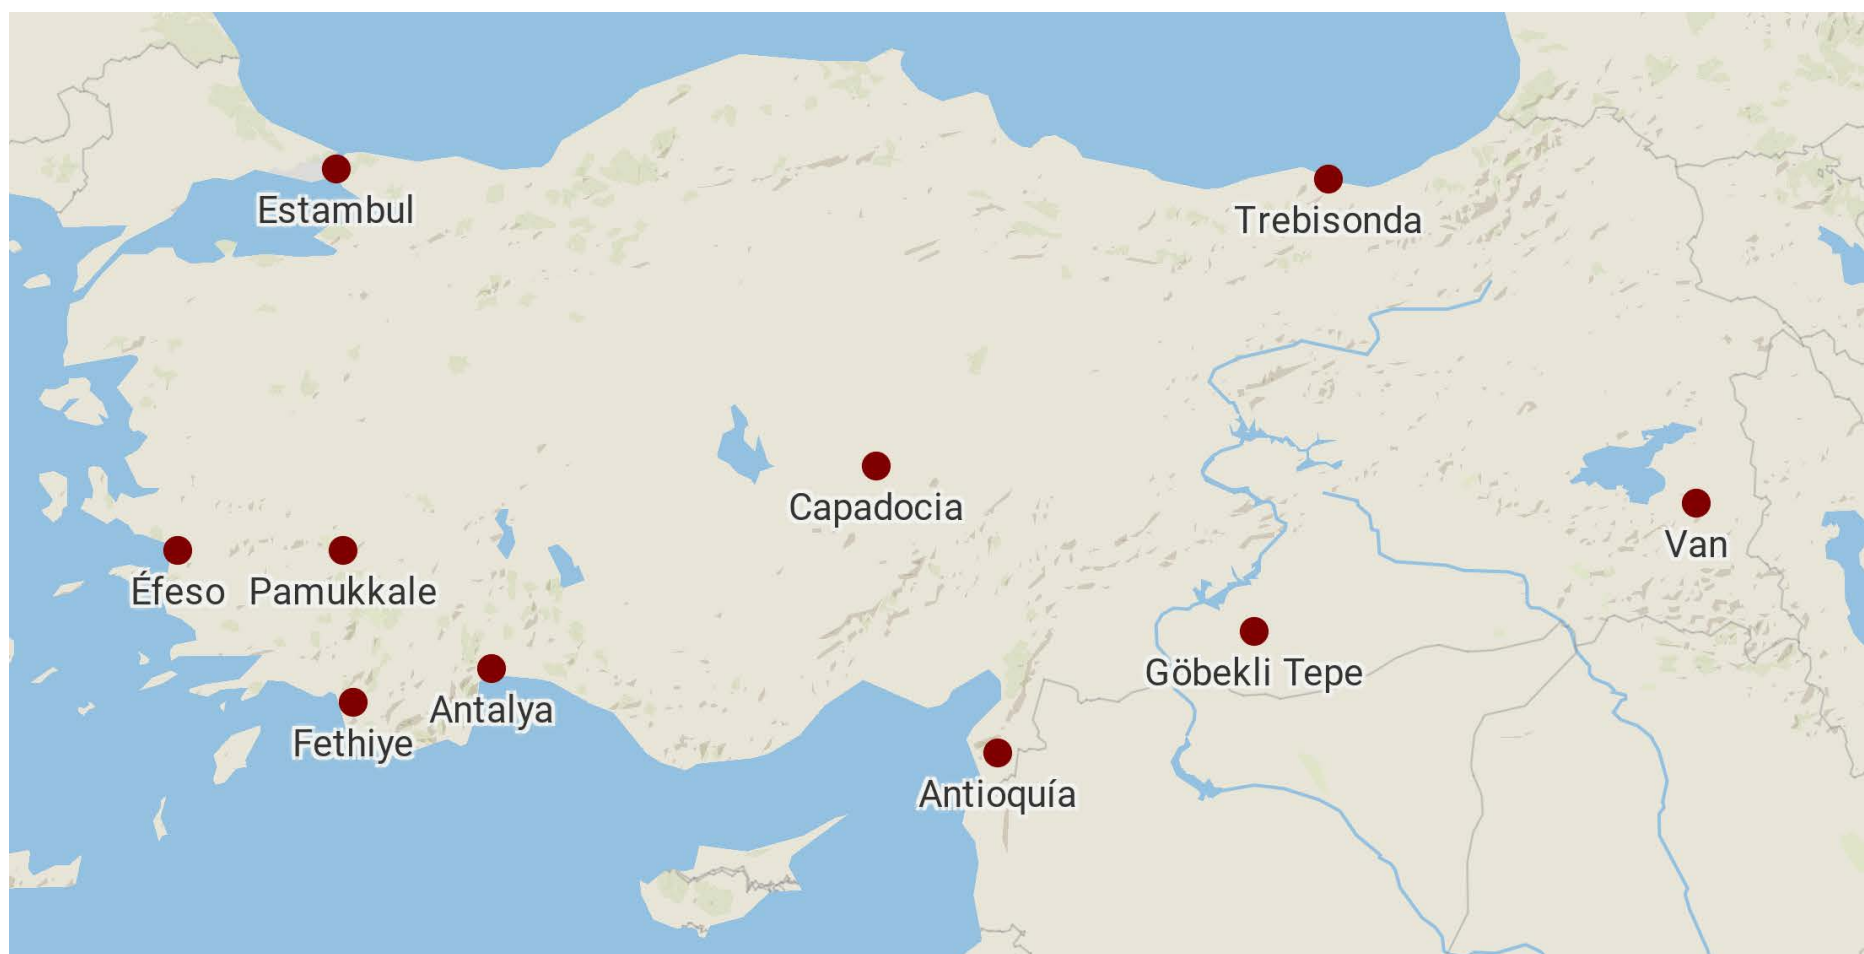 Estambul
Trebisonda
Capadocia
Van
Éfeso
Pamukkale
Göbekli Tepe
Antalya
Fethiye
Antioquía